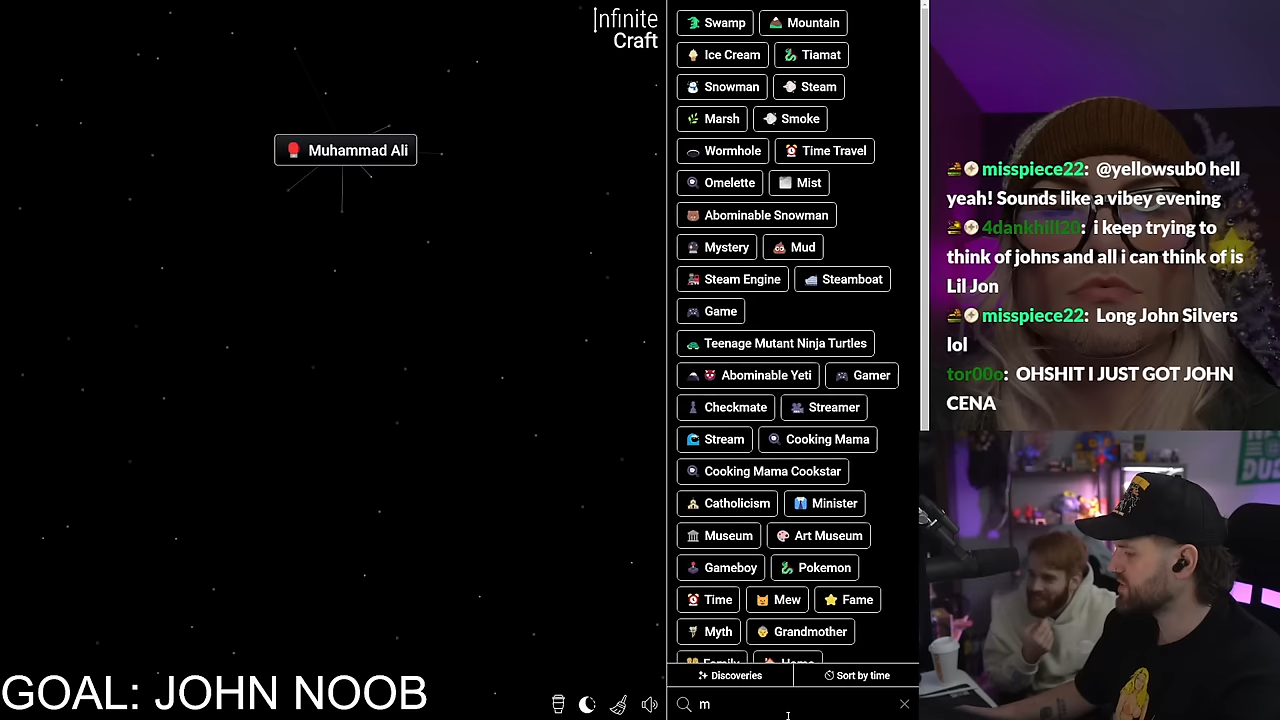 Infinite
Craft
Muhammad Ali
GOAL: JOHN NOOB
Swamp
Mountain
Ice Cream
Tiamat
Snowman
Steam
Marsh
Smoke
Wormhole
Time Travel
Omelette
Mist
Abominable Snowman
Mystery
Mud
Steam Engine
Steamboat
Game
Teenage Mutant Ninja Turtles
Abominable Yeti
Gamer
Checkmate
Streamer
Stream
Cooking Mama
Cooking Mama Cookstar
Catholicism
Minister
Museum
Art Museum
Gameboy
Pokemon
Time
Mew
Fame
Myth
Grandmother
Family
Home
Discoveries
Sort by time
m
misspiece22: @yellowsub0 hell
yeah! Sounds like a vibey evening
4dankhill20: i keep trying to
think of johns and all i can think of is
Lil Jon
misspiece22: Long John Silvers
lol
tor00o: OHSHIT I JUST GOT JOHN
CENA